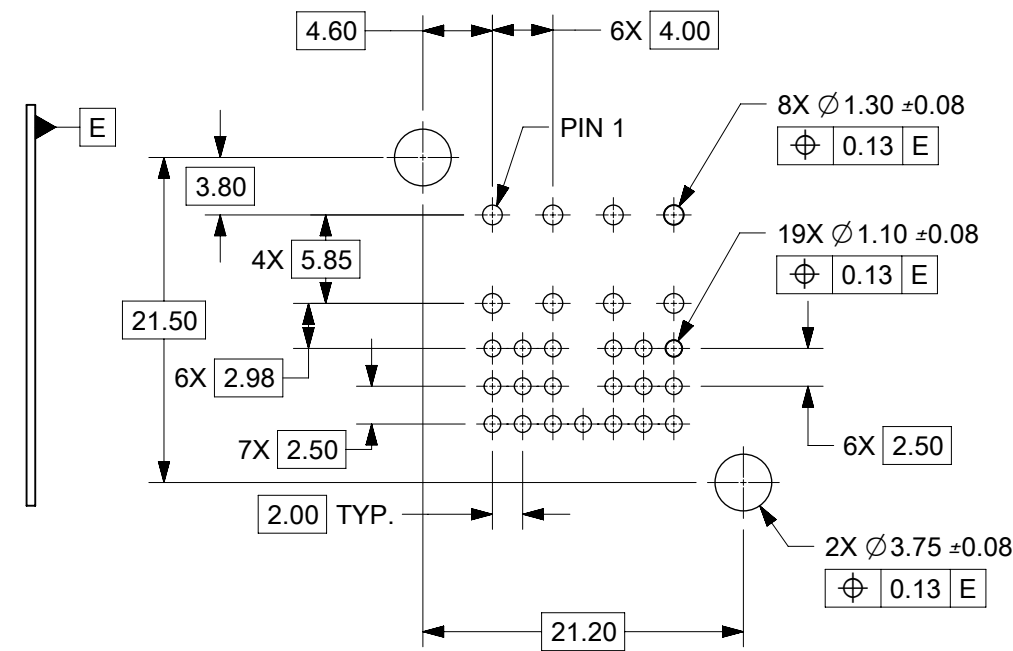 4.60
6X 4.00
E
PIN 1
8X ∅1.30 ±0.08
⌖ 0.13 E
3.80
19X ∅1.10 ±0.08
⌖ 0.13 E
4X 5.85
21.50
6X 2.98
7X 2.50
6X 2.50
2.00 TYP.
2X ∅3.75 ±0.08
⌖ 0.13 E
21.20